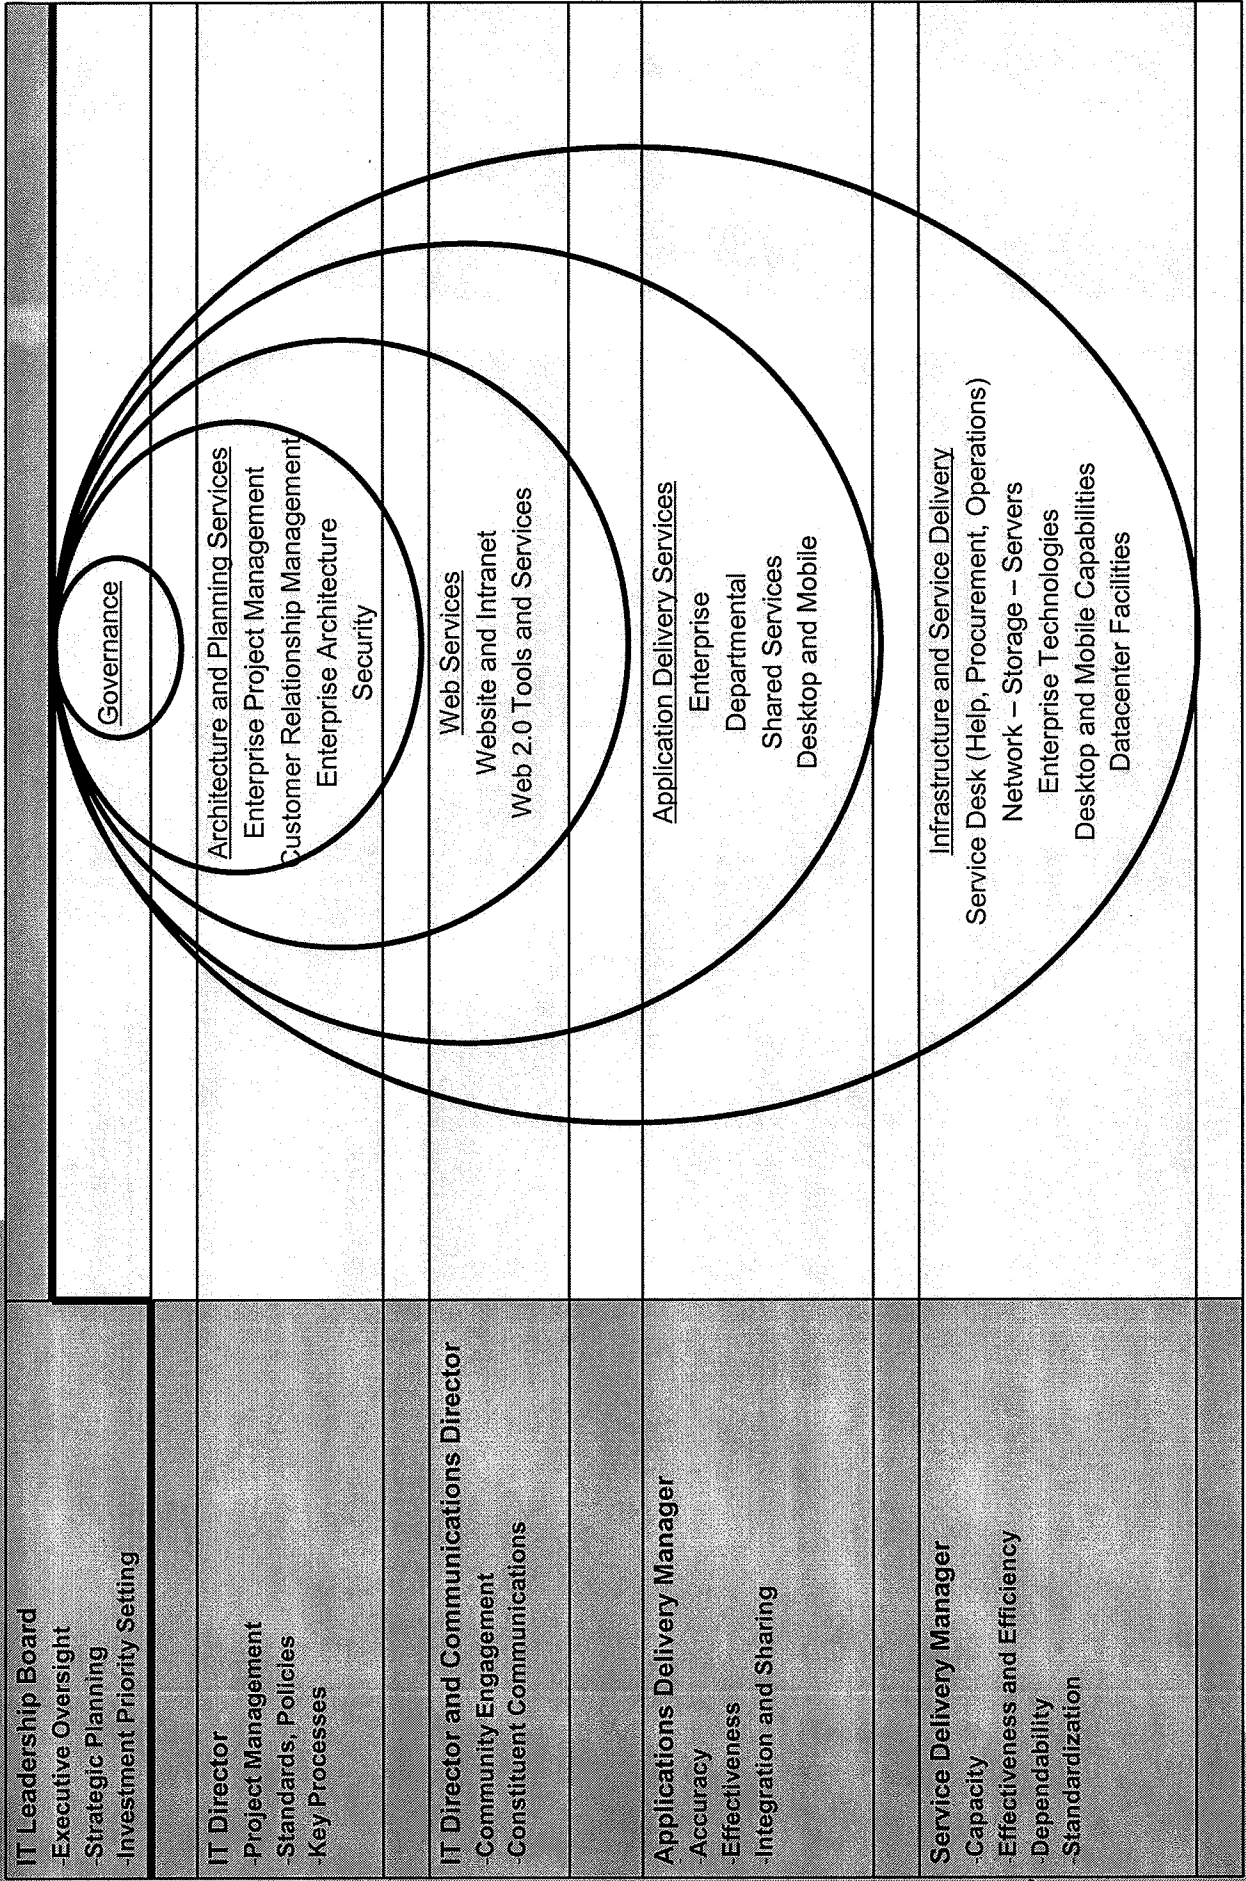 IT Leadership Board
-Executive Oversight
-Strategic Planning
-Investment Priority Setting
Governance
IT Director
-Project Management
-Standards, Policies
-Key Processes
Architecture and Planning Services
Enterprise Project Management
Customer Relationship Management
Enterprise Architecture
Security
IT Director and Communications Director
-Community Engagement
-Constituent Communications
Web Services
Website and Intranet
Web 2.0 Tools and Services
Applications Delivery Manager
-Accuracy
-Effectiveness
-Integration and Sharing
Application Delivery Services
Enterprise
Departmental
Shared Services
Desktop and Mobile
Service Delivery Manager
-Capacity
-Effectiveness and Efficiency
-Dependability
-Standardization
Infrastructure and Service Delivery
Service Desk (Help, Procurement, Operations)
Network – Storage – Servers
Enterprise Technologies
Desktop and Mobile Capabilities
Datacenter Facilities